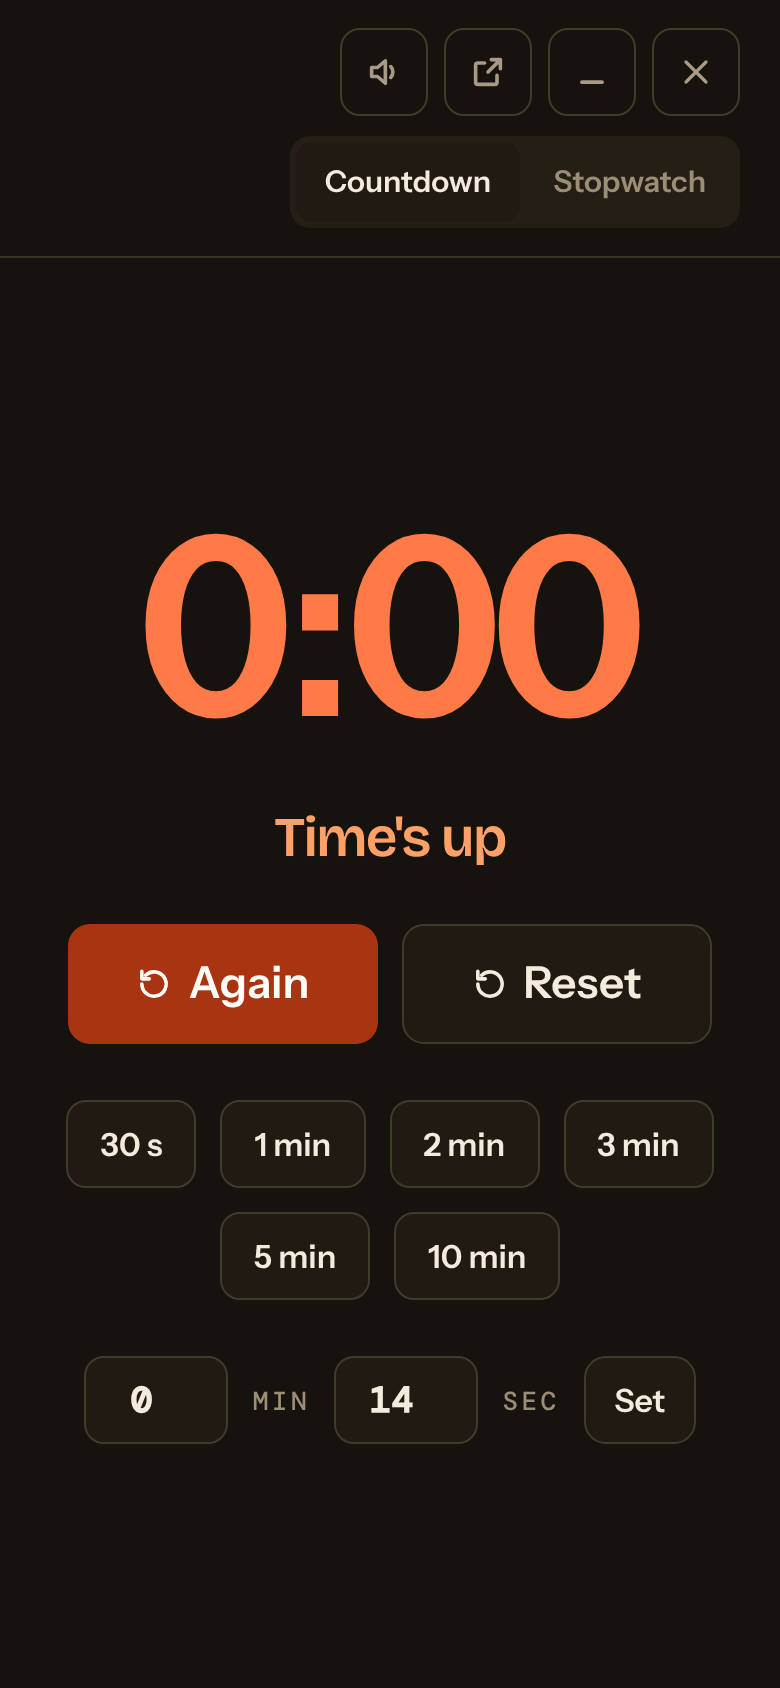 Countdown Stopwatch
0:00
Time's up
Again Reset
30 s 1 min 2 min 3 min
5 min 10 min
0 MIN 14 SEC Set